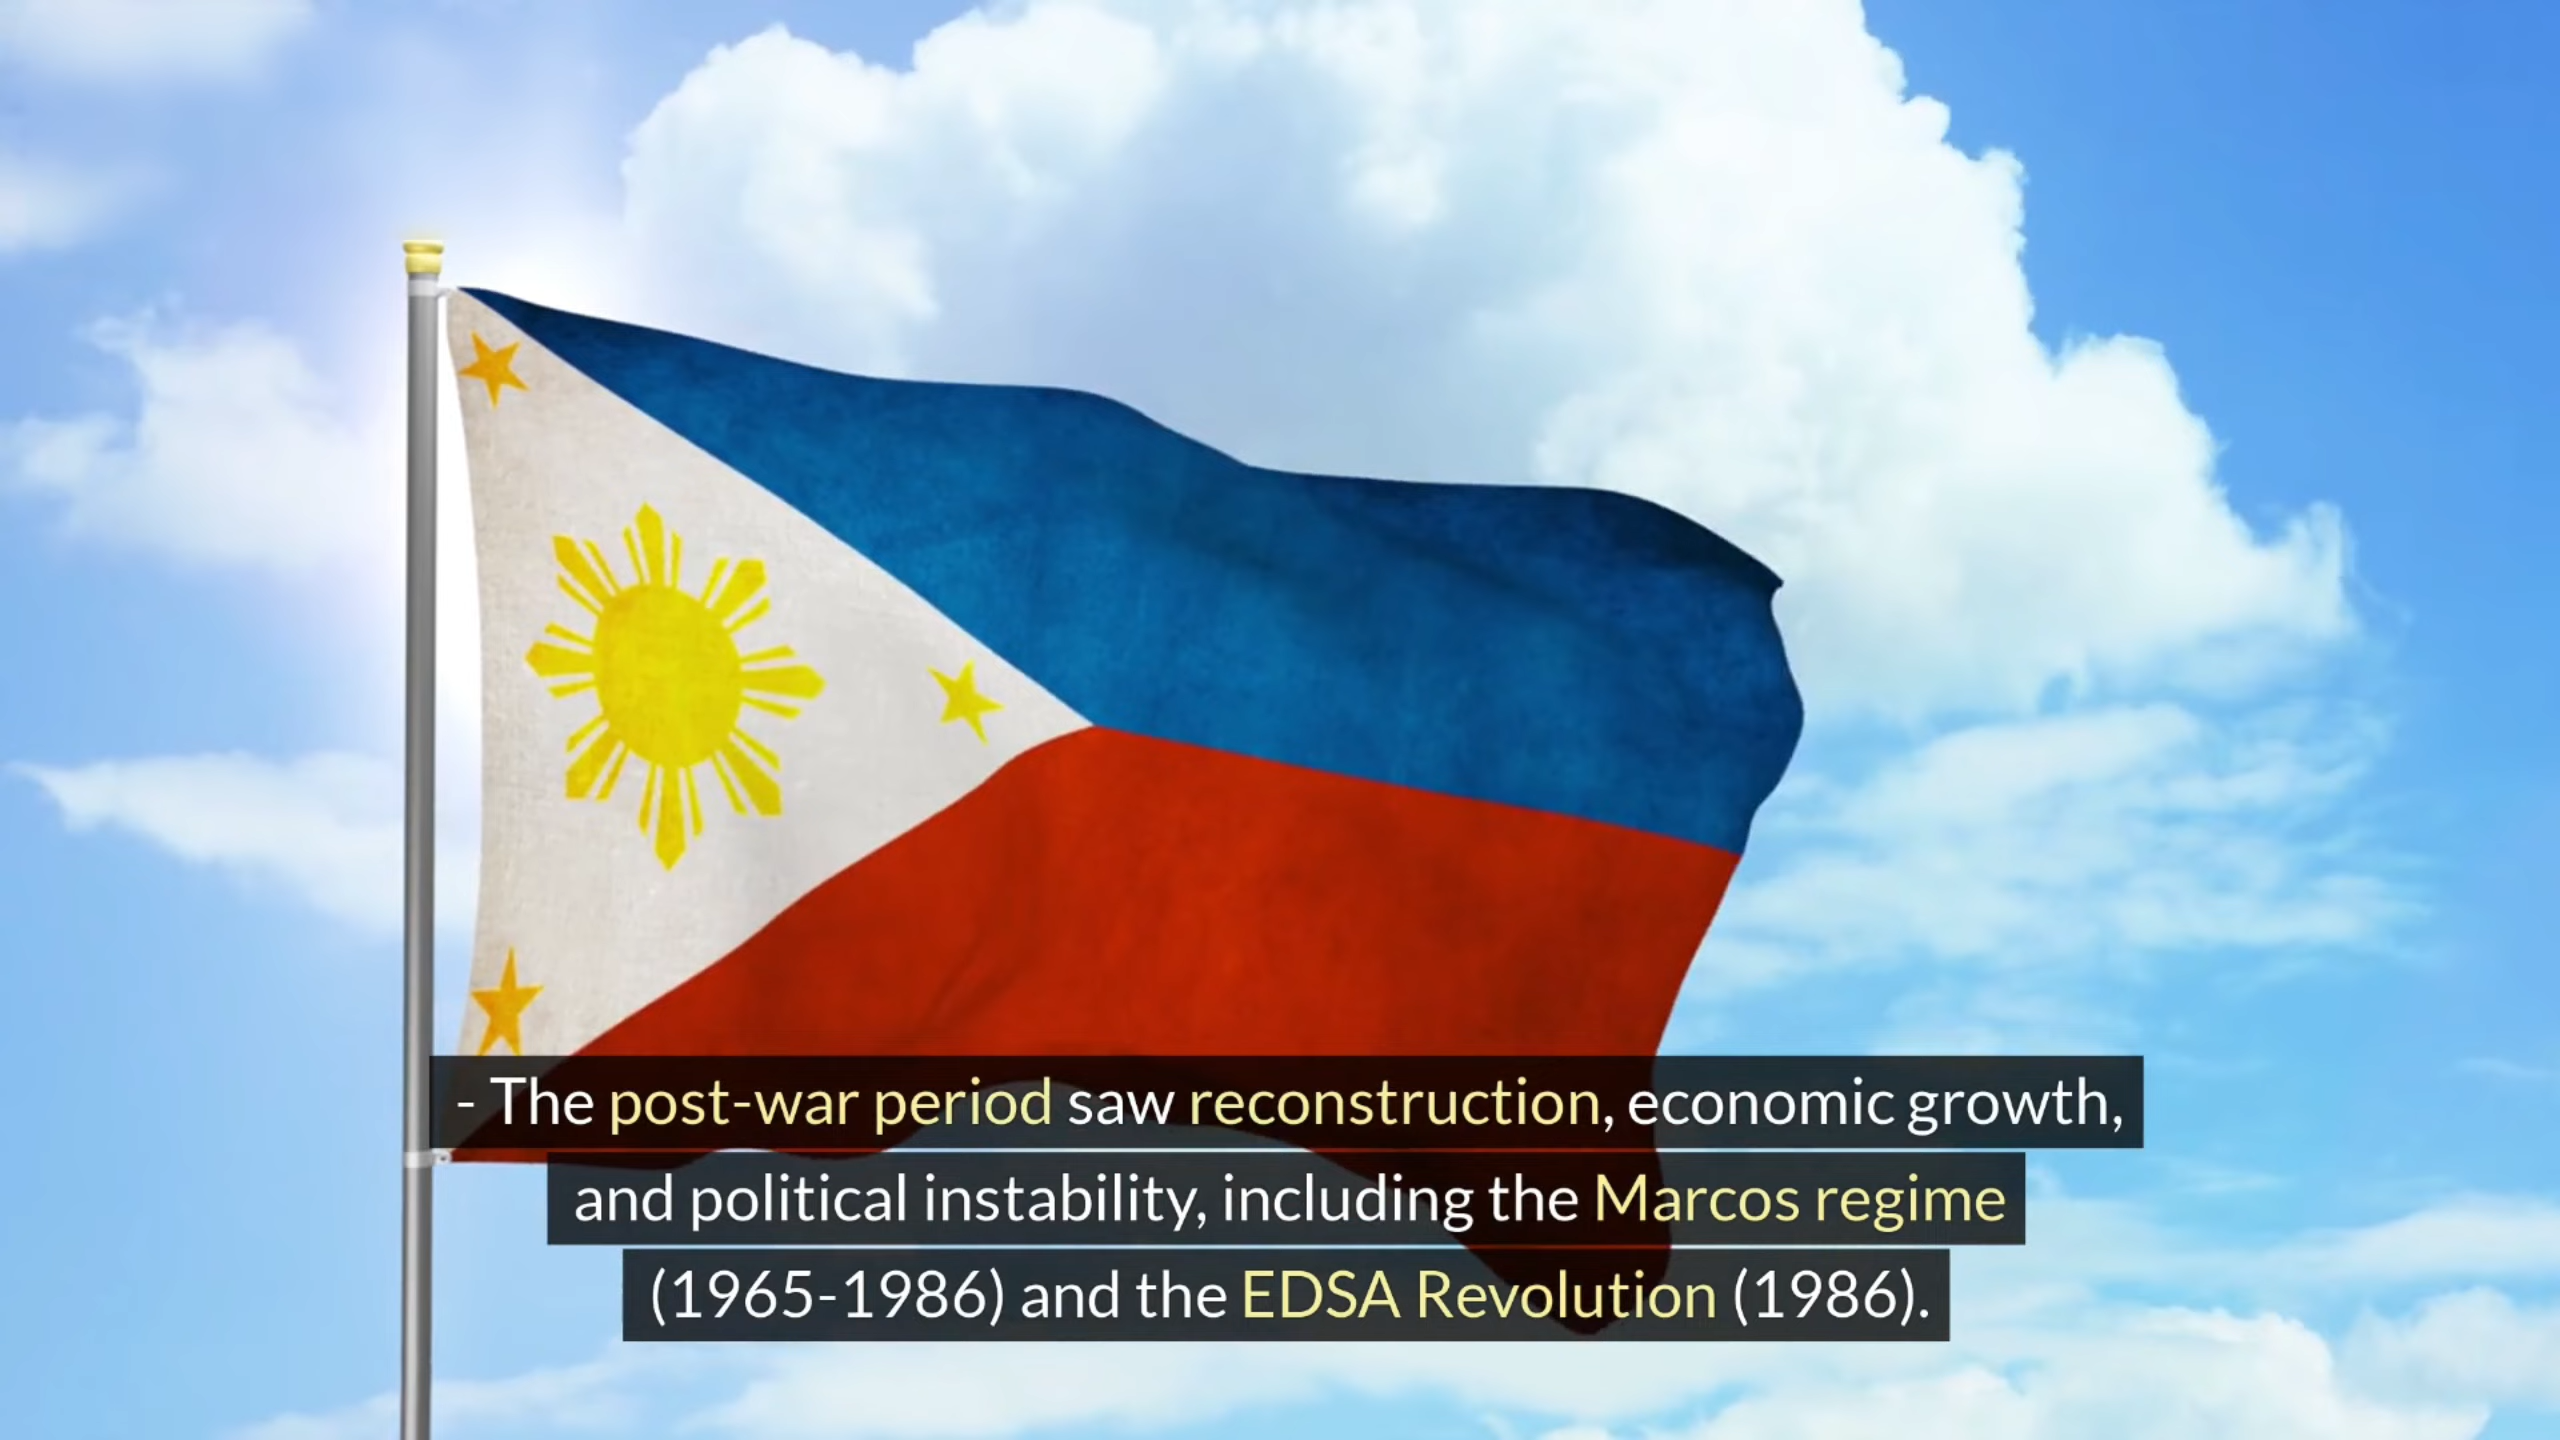 - The post-war period saw reconstruction, economic growth,
and political instability, including the Marcos regime
(1965-1986) and the EDSA Revolution (1986).